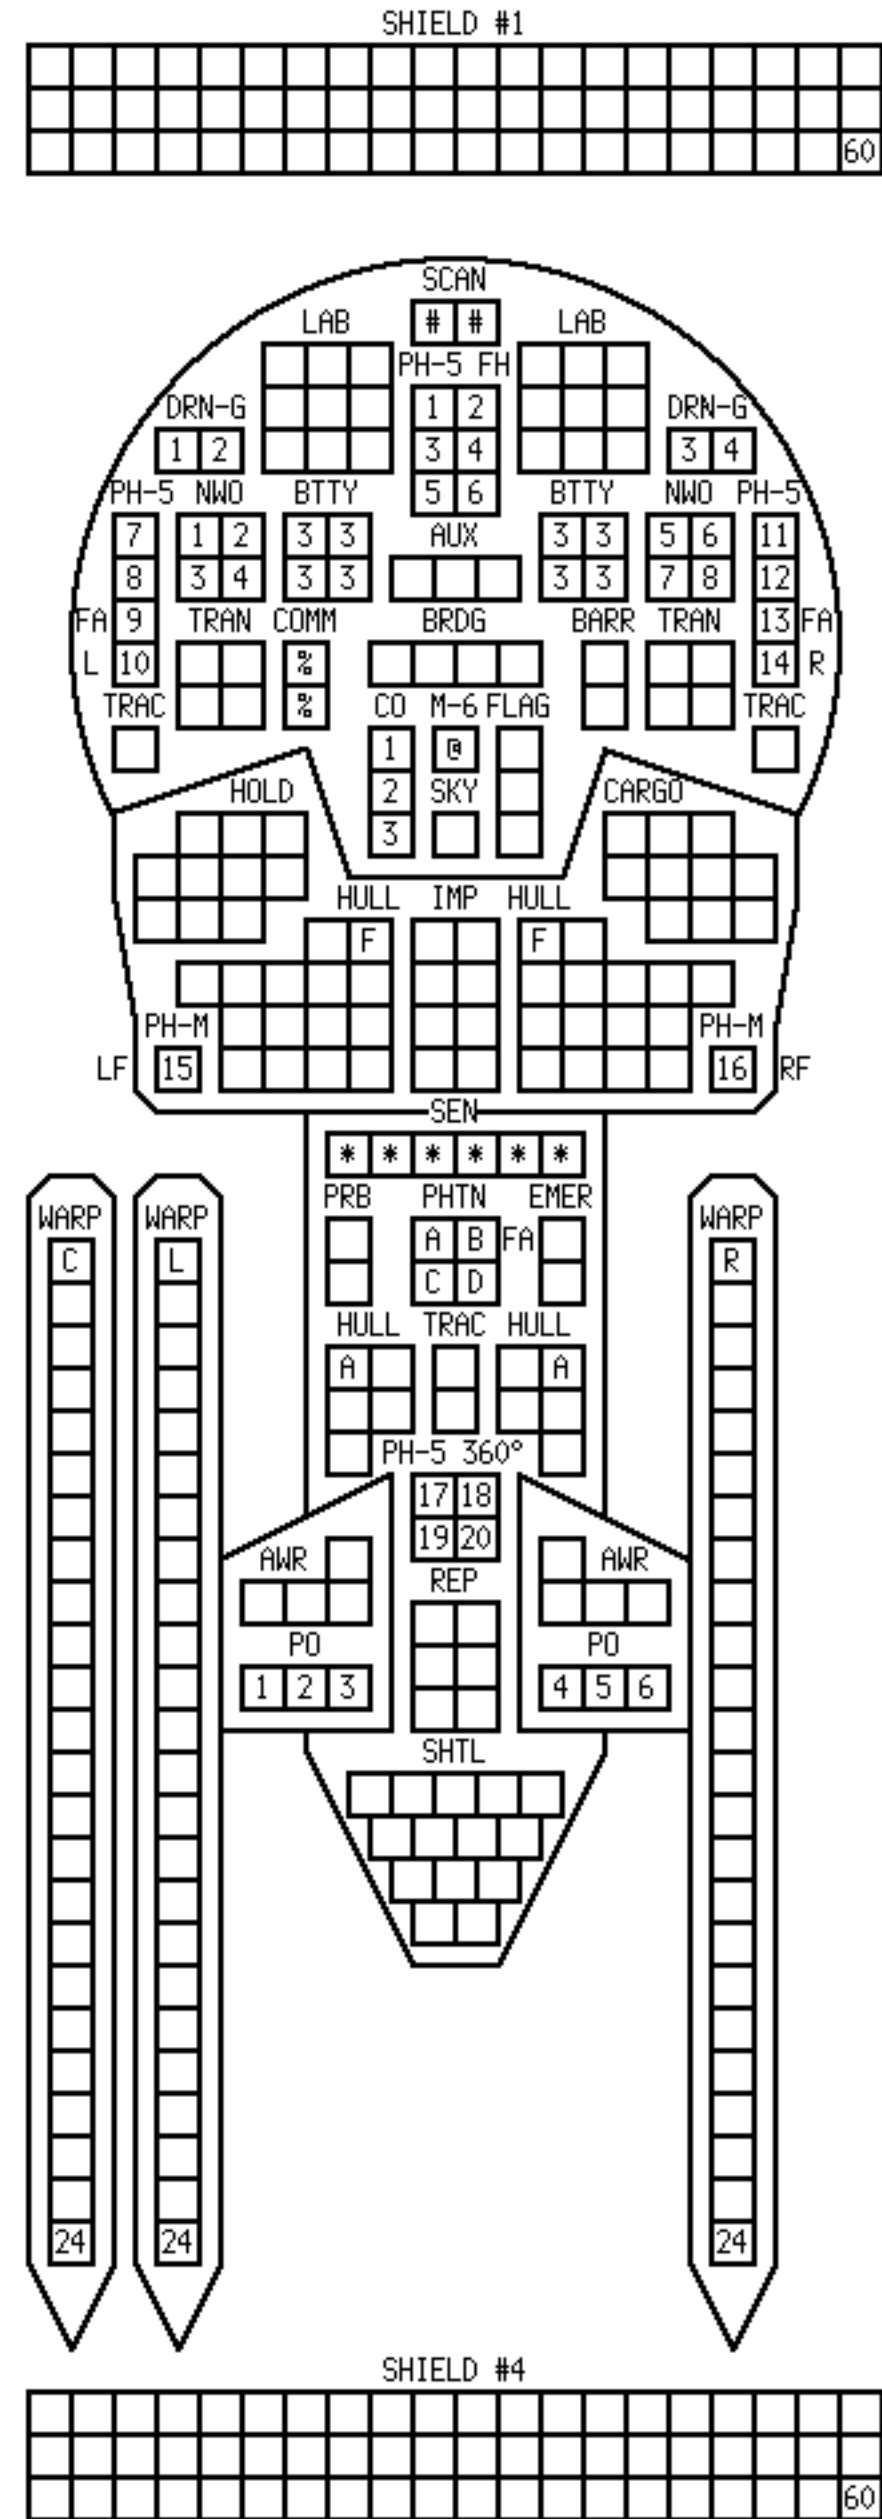 SHIELD #1
60
SCAN
# #
LAB LAB
PH-5 FH
1 2
DRN-G DRN-G
1 2 3 4 3 4
5 6
PH-5 NWO BTTY BTTY NWO PH-5
7 1 2 3 3 AUX 3 3 5 6 11
8 3 4 3 3 3 3 7 8 12
FA 9 TRAN COMM BRDG BARR TRAN 13 FA
L 10 % 14 R
TRAC % CO M-6 FLAG TRAC
1 @
HOLD 2 SKY CARGO
3
HULL IMP HULL
F F
PH-M PH-M
LF 15 16 RF
SEN
* * * * * *
PRB PHTN EMER
WARP WARP A B FA WARP
C L C D R
HULL TRAC HULL
A A
PH-5 360°
17 18
19 20
AWR AWR
REP
PO PO
1 2 3 4 5 6
SHTL
24 24 24
SHIELD #4
60